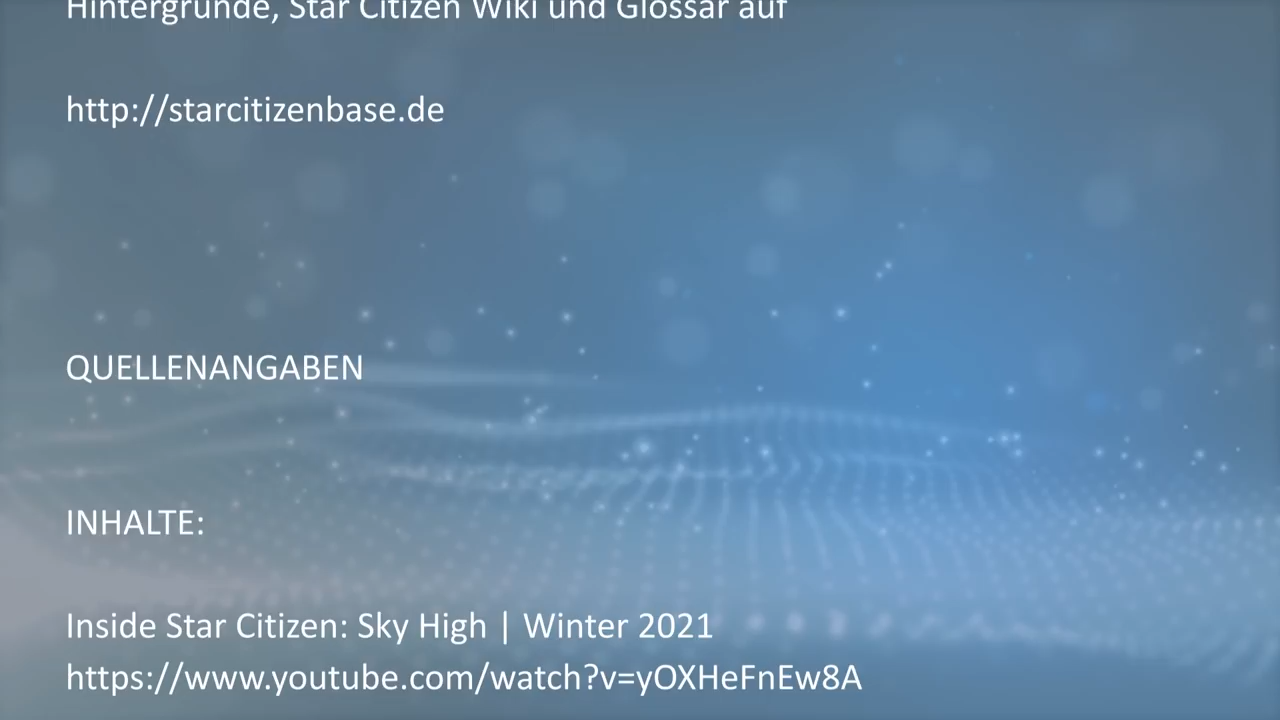 Hintergründe, Star Citizen Wiki und Glossar auf
http://starcitizenbase.de
QUELLENANGABEN
INHALTE:
Inside Star Citizen: Sky High | Winter 2021
https://www.youtube.com/watch?v=yOXHeFnEw8A